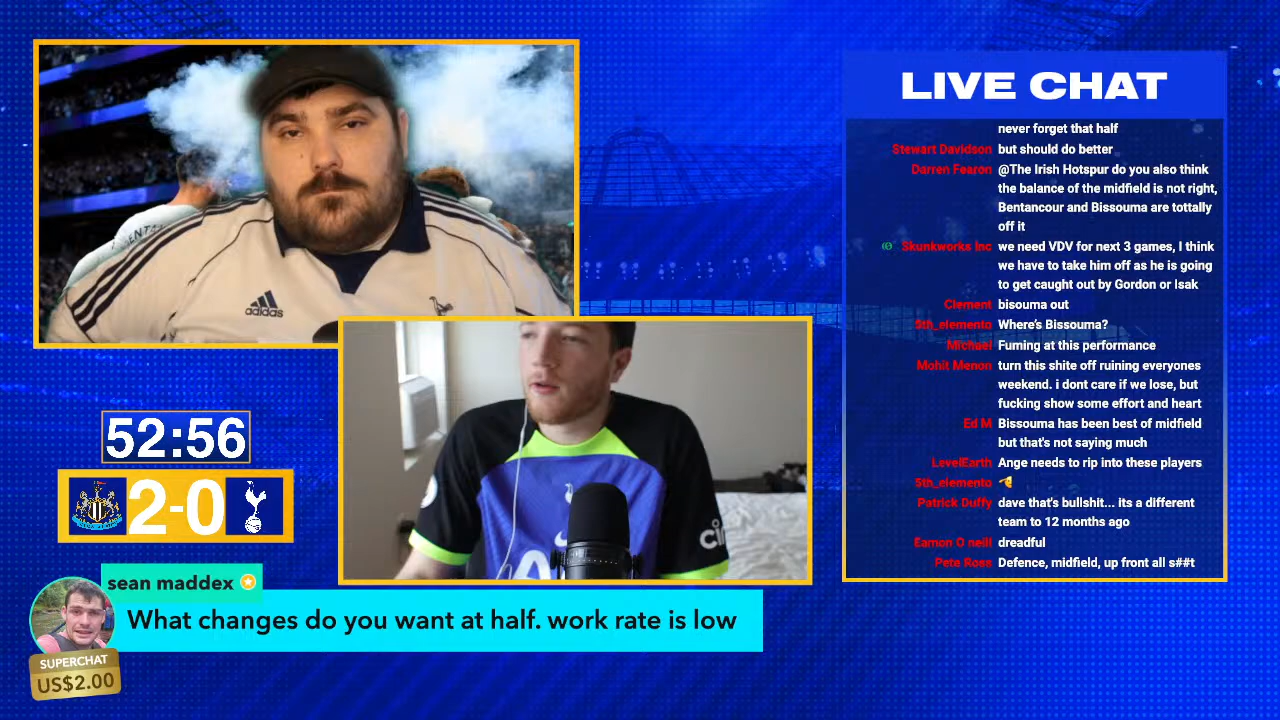 LIVE CHAT
never forget that half
Stewart Davidson but should do better
Darren Fearon @The Irish Hotspur do you also think
the balance of the midfield is not right,
Bentancour and Bissouma are tottally
off it
Skunkworks Inc we need VDV for next 3 games, I think
we have to take him off as he is going
to get caught out by Gordon or Isak
Clement bisouma out
5th_elemento Where's Bissouma?
Michael Fuming at this performance
Mohit Menon turn this shite off ruining everyones
weekend. i dont care if we lose, but
fucking show some effort and heart
Ed M Bissouma has been best of midfield
but that's not saying much
LevelEarth Ange needs to rip into these players
5th_elemento
Patrick Duffy dave that's bullshit... its a different
team to 12 months ago
Eamon O neill dreadful
Pete Ross Defence, midfield, up front all s##t
adidas
52:56
2-0
sean maddex
What changes do you want at half. work rate is low
SUPERCHAT
US$2.00